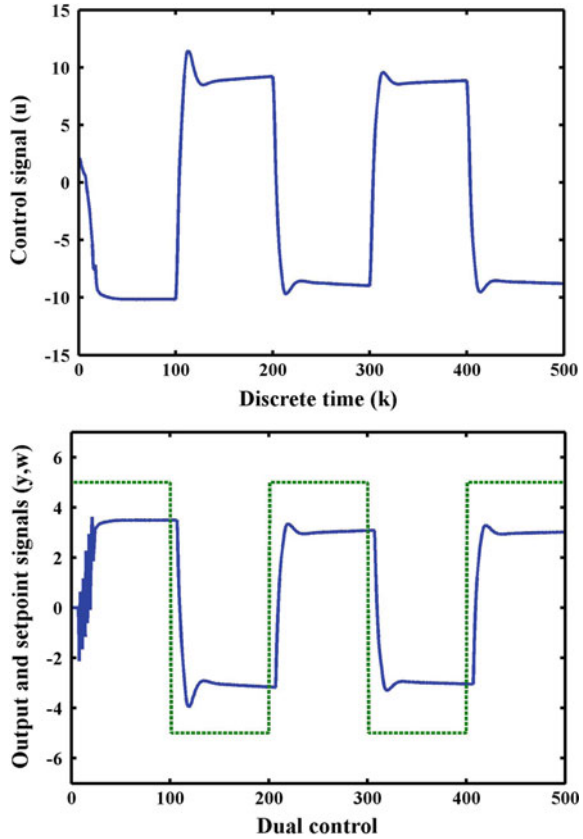 Control signal (u)
15
10
5
0
-5
-10
-15
0 100 200 300 400 500
Discrete time (k)
Output and setpoint signals (y,w)
6
4
2
0
-2
-4
-6
0 100 200 300 400 500
Dual control